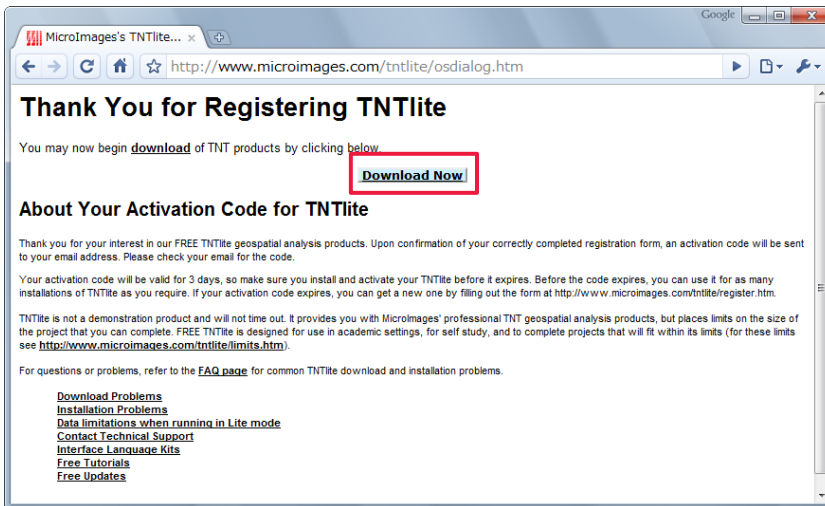 Google
MicroImages's TNTlite...
http://www.microimages.com/tntlite/osdialog.htm
Thank You for Registering TNTlite
You may now begin download of TNT products by clicking below.
Download Now
About Your Activation Code for TNTlite
Thank you for your interest in our FREE TNTlite geospatial analysis products. Upon confirmation of your correctly completed registration form, an activation code will be sent
to your email address. Please check your email for the code.
Your activation code will be valid for 3 days, so make sure you install and activate your TNTlite before it expires. Before the code expires, you can use it for as many
installations of TNTlite as you require. If your activation code expires, you can get a new one by filling out the form at http://www.microimages.com/tntlite/register.htm.
TNTlite is not a demonstration product and will not time out. It provides you with MicroImages' professional TNT geospatial analysis products, but places limits on the size of
the project that you can complete. FREE TNTlite is designed for use in academic settings, for self study, and to complete projects that will fit within its limits (for these limits
see http://www.microimages.com/tntlite/limits.htm).
For questions or problems, refer to the FAQ page for common TNTlite download and installation problems.
Download Problems
Installation Problems
Data limitations when running in Lite mode
Contact Technical Support
Interface Language Kits
Free Tutorials
Free Updates